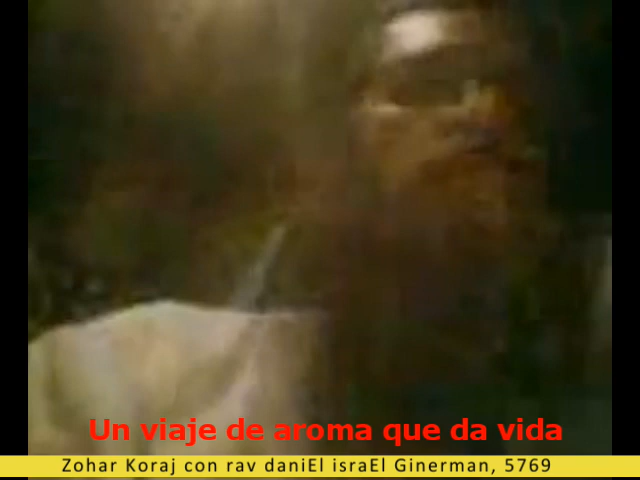 Un viaje de aroma que da vida
Zohar Koraj con rav daniEl israEl Ginerman, 5769